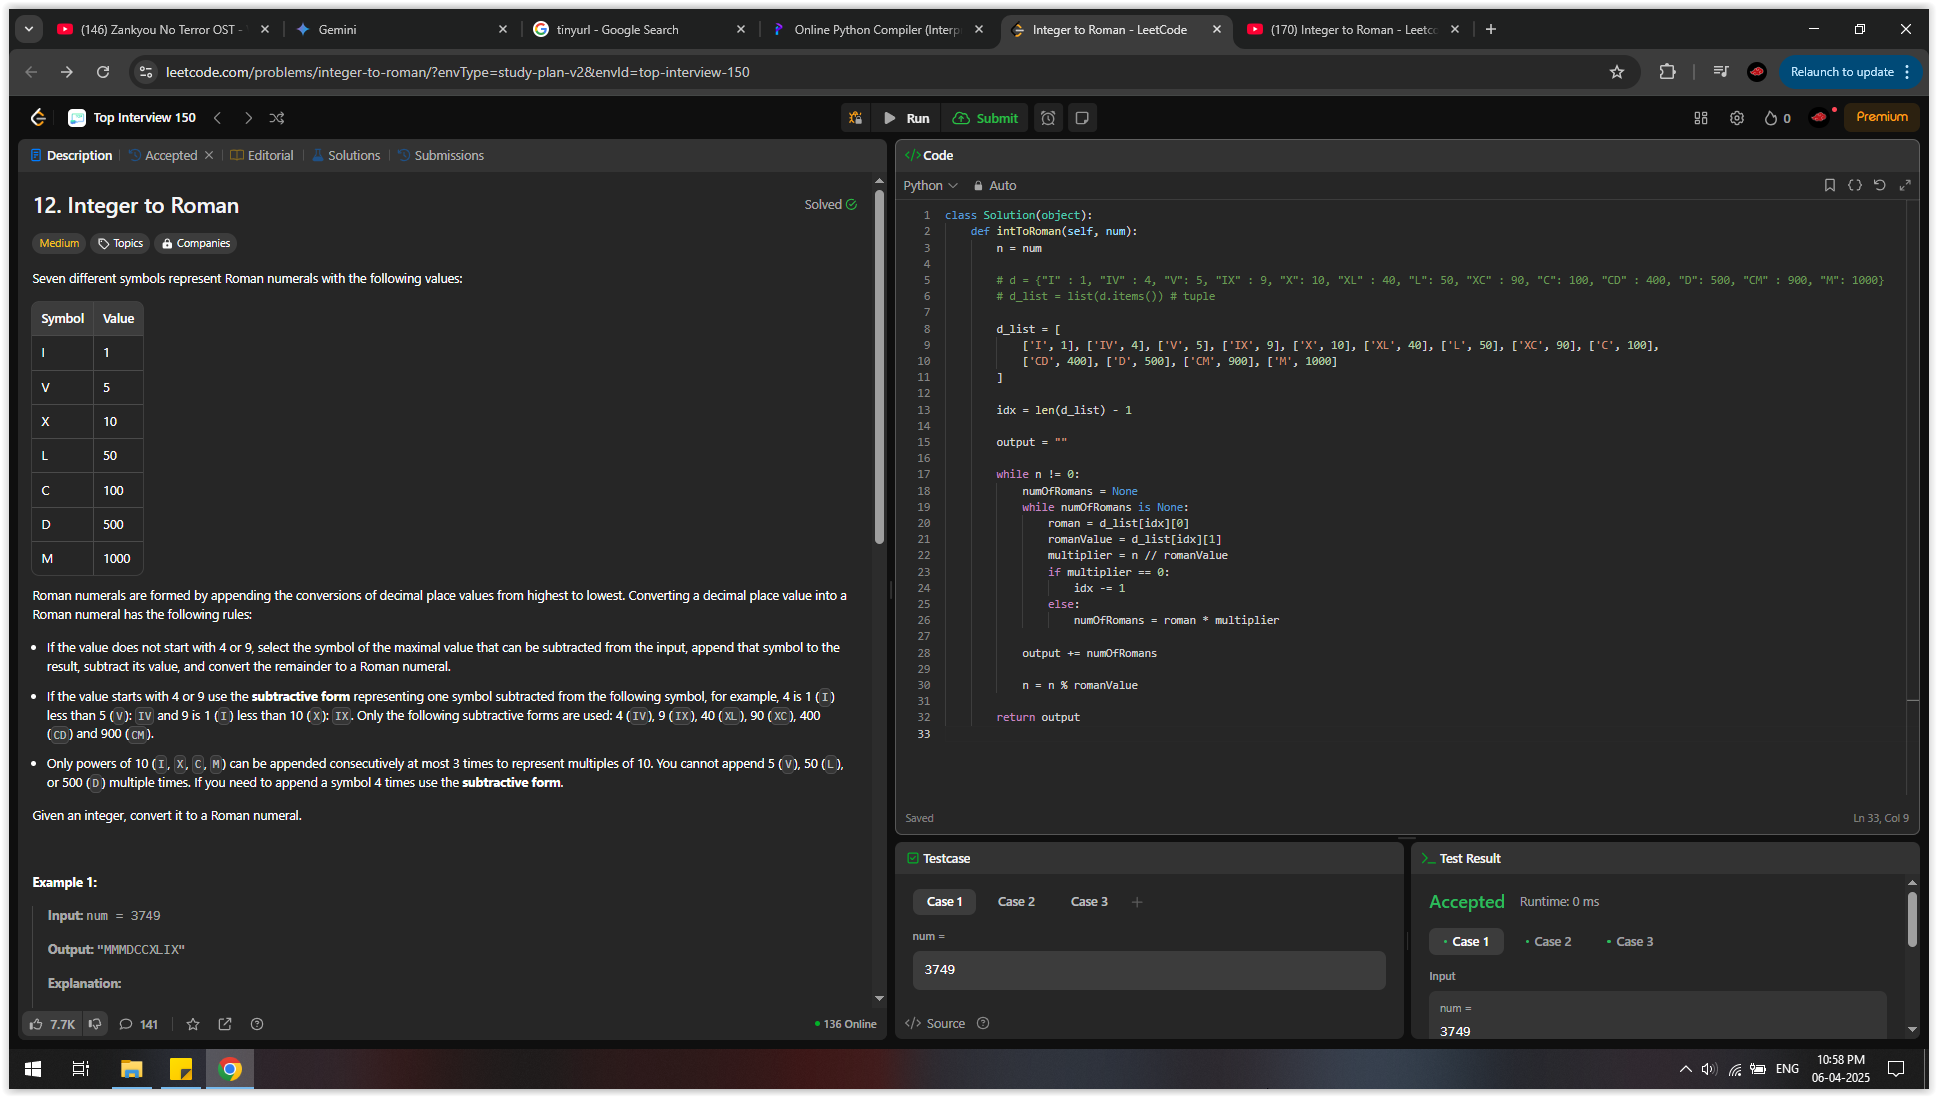 (146) Zankyou No Terror OST -
Gemini
tinyurl - Google Search
Online Python Compiler (Interp
Integer to Roman - LeetCode
(170) Integer to Roman - Leetc
leetcode.com/problems/integer-to-roman/?envType=study-plan-v2&envId=top-interview-150
Relaunch to update
Top Interview 150
Run
Submit
0
Premium
Description
Accepted
Editorial
Solutions
Submissions
12. Integer to Roman
Solved
Medium
Topics
Companies
Seven different symbols represent Roman numerals with the following values:
Symbol Value
I 1
V 5
X 10
L 50
C 100
D 500
M 1000
Roman numerals are formed by appending the conversions of decimal place values from highest to lowest. Converting a decimal place value into a
Roman numeral has the following rules:
• If the value does not start with 4 or 9, select the symbol of the maximal value that can be subtracted from the input, append that symbol to the
result, subtract its value, and convert the remainder to a Roman numeral.
• If the value starts with 4 or 9 use the subtractive form representing one symbol subtracted from the following symbol, for example, 4 is 1 (I)
less than 5 (V): IV and 9 is 1 (I) less than 10 (X): IX. Only the following subtractive forms are used: 4 (IV), 9 (IX), 40 (XL), 90 (XC), 400
(CD) and 900 (CM).
• Only powers of 10 (I, X, C, M) can be appended consecutively at most 3 times to represent multiples of 10. You cannot append 5 (V), 50 (L),
or 500 (D) multiple times. If you need to append a symbol 4 times use the subtractive form.
Given an integer, convert it to a Roman numeral.
Example 1:
Input: num = 3749
Output: "MMMDCCXLIX"
Explanation:
7.7K
141
136 Online
Code
Python
Auto
1 class Solution(object):
2 def intToRoman(self, num):
3 n = num
4
5 # d = {"I" : 1, "IV" : 4, "V": 5, "IX" : 9, "X": 10, "XL" : 40, "L": 50, "XC" : 90, "C": 100, "CD" : 400, "D": 500, "CM" : 900, "M": 1000}
6 # d_list = list(d.items()) # tuple
7
8 d_list = [
9 ['I', 1], ['IV', 4], ['V', 5], ['IX', 9], ['X', 10], ['XL', 40], ['L', 50], ['XC', 90], ['C', 100],
10 ['CD', 400], ['D', 500], ['CM', 900], ['M', 1000]
11 ]
12
13 idx = len(d_list) - 1
14
15 output = ""
16
17 while n != 0:
18 numOfRomans = None
19 while numOfRomans is None:
20 roman = d_list[idx][0]
21 romanValue = d_list[idx][1]
22 multiplier = n // romanValue
23 if multiplier == 0:
24 idx -= 1
25 else:
26 numOfRomans = roman * multiplier
27
28 output += numOfRomans
29
30 n = n % romanValue
31
32 return output
33
Saved
Ln 33, Col 9
Testcase
Case 1
Case 2
Case 3
num =
3749
Source
Test Result
Accepted
Runtime: 0 ms
Case 1
Case 2
Case 3
Input
num =
3749
ENG
10:58 PM
06-04-2025